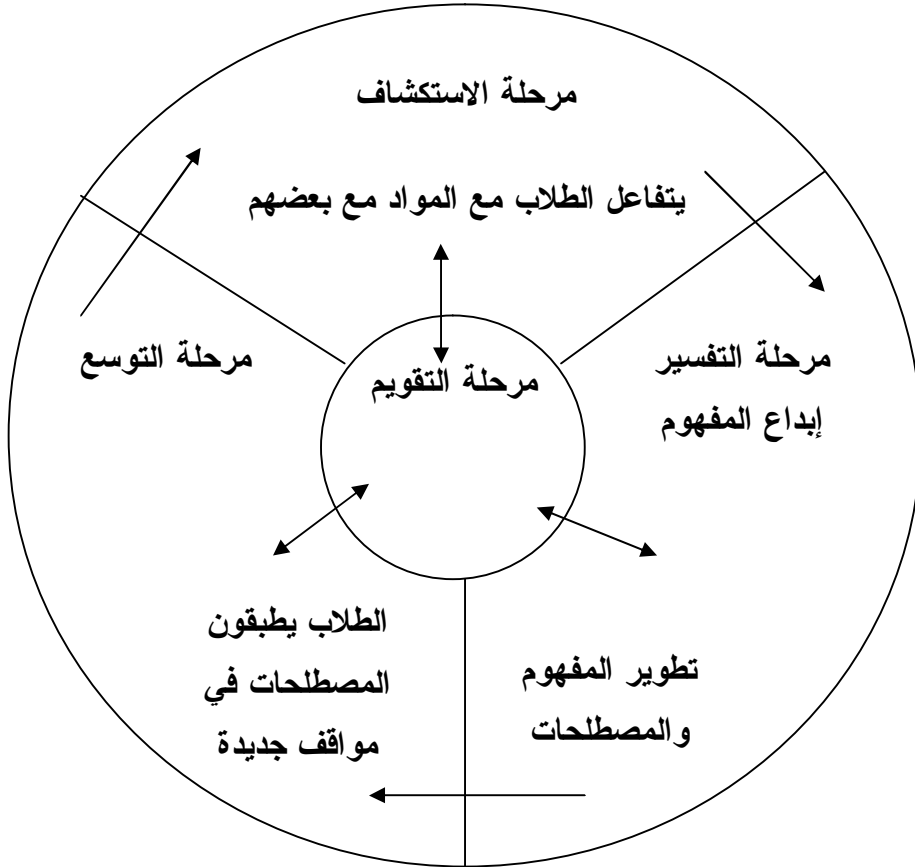 مرحلة الاستكشاف
يتفاعل الطلاب مع المواد مع بعضهم
مرحلة التفسير
إبداع المفهوم
مرحلة التقويم
مرحلة التوسع
تطوير المفهوم
والمصطلحات
الطلاب يطبقون
المصطلحات في
مواقف جديدة